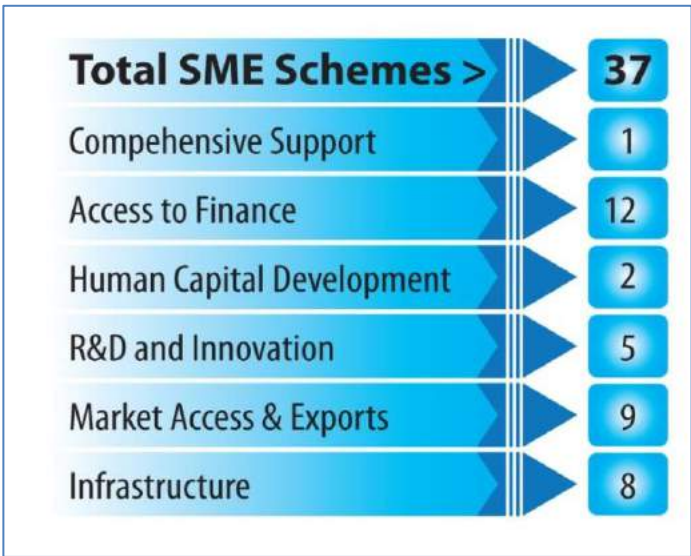 Total SME Schemes > 37
Compehensive Support 1
Access to Finance 12
Human Capital Development 2
R&D and Innovation 5
Market Access & Exports 9
Infrastructure 8